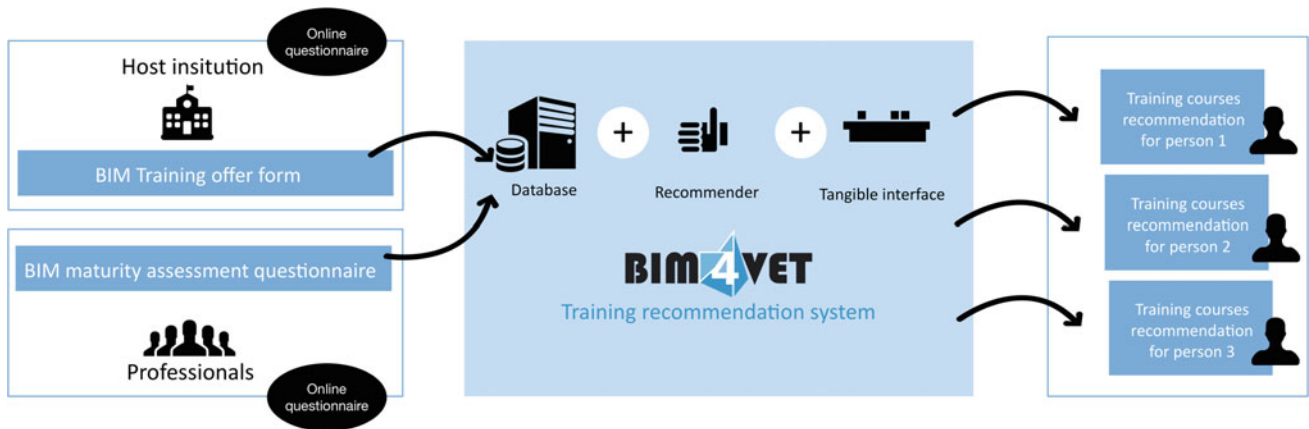 Online
questionnaire
Host insitution
BIM Training offer form
BIM maturity assessment questionnaire
Professionals
Online
questionnaire
Database
Recommender
Tangible interface
BIM4VET
Training recommendation system
Training courses
recommendation
for person 1
Training courses
recommendation
for person 2
Training courses
recommendation
for person 3